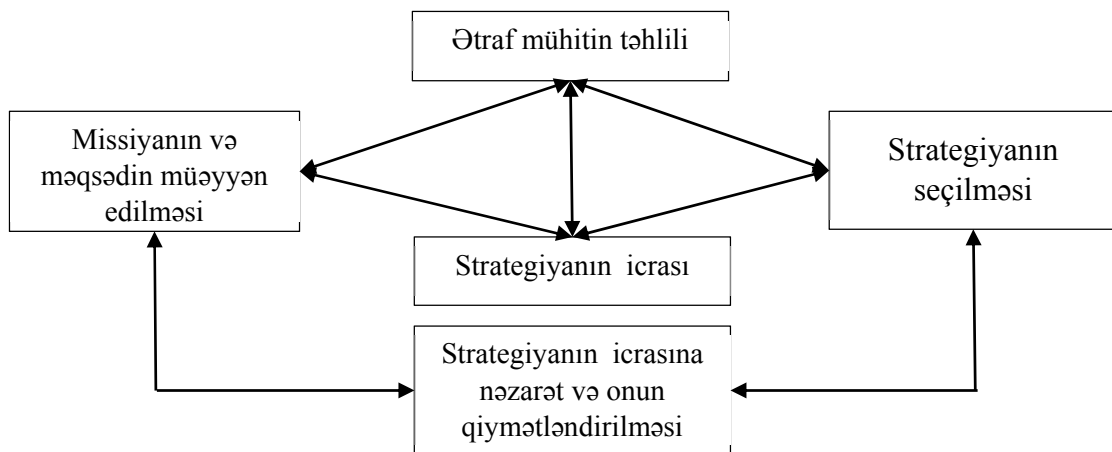 Ətraf mühitin təhlili
Missiyanın və
məqsədin müəyyən
edilməsi
Strategiyanın
seçilməsi
Strategiyanın icrası
Strategiyanın icrasına
nəzarət və onun
qiymətləndirilməsi